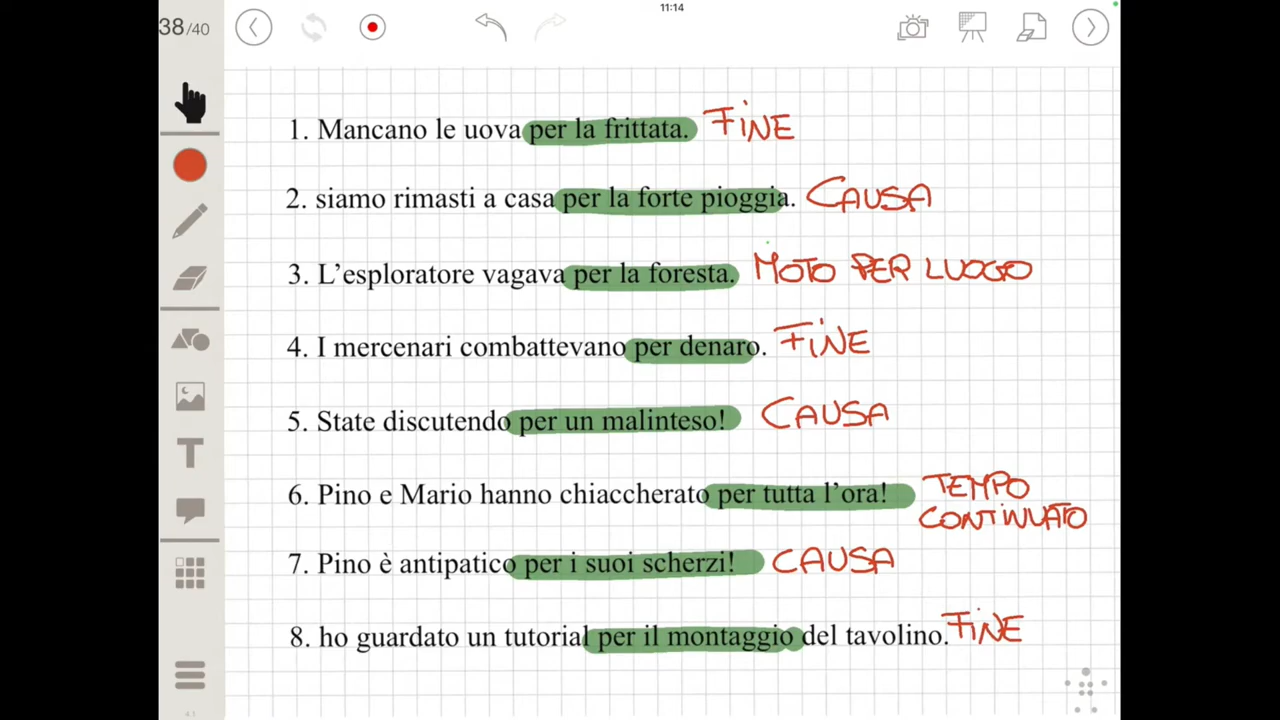 11:14
38/40
1. Mancano le uova per la frittata. FINE
2. siamo rimasti a casa per la forte pioggia. CAUSA
3. L'esploratore vagava per la foresta. MOTO PER LUOGO
4. I mercenari combattevano per denaro. FINE
5. State discutendo per un malinteso! CAUSA
6. Pino e Mario hanno chiaccherato per tutta l'ora! TEMPO
CONTINUATO
7. Pino è antipatico per i suoi scherzi! CAUSA
8. ho guardato un tutorial per il montaggio del tavolino. FINE
T